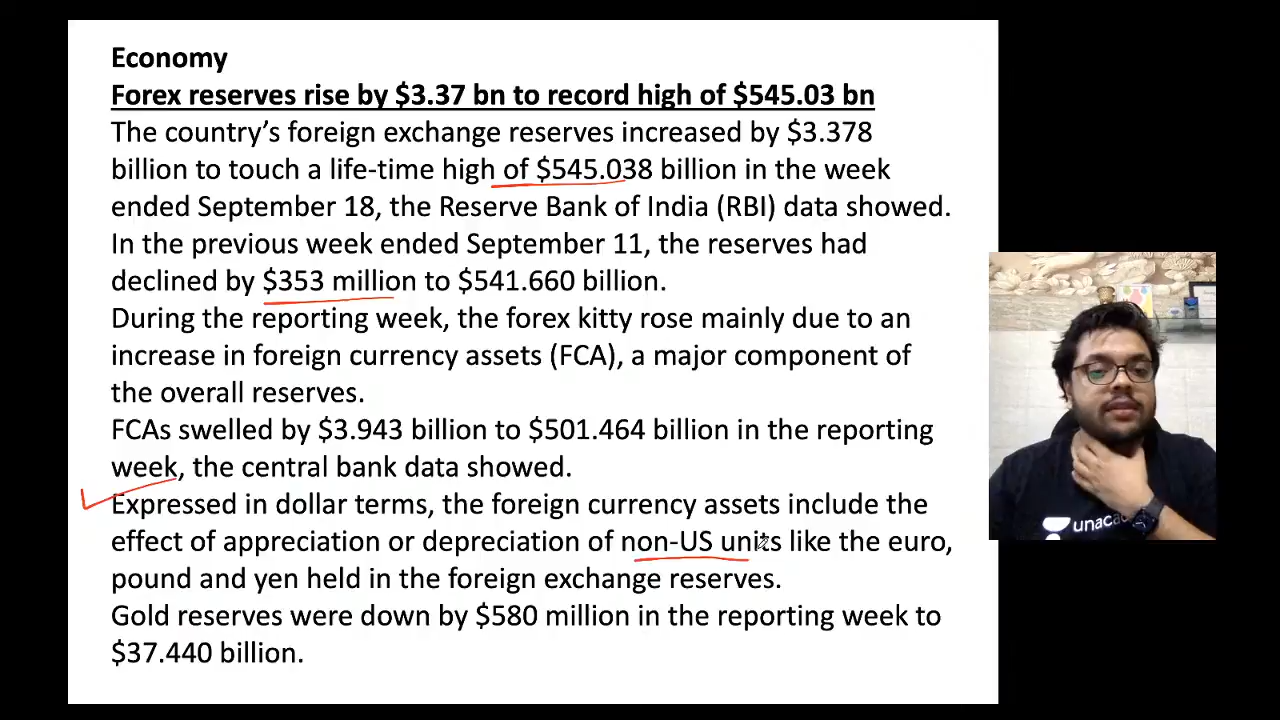 Economy
Forex reserves rise by $3.37 bn to record high of $545.03 bn
The country’s foreign exchange reserves increased by $3.378
billion to touch a life-time high of $545.038 billion in the week
ended September 18, the Reserve Bank of India (RBI) data showed.
In the previous week ended September 11, the reserves had
declined by $353 million to $541.660 billion.
During the reporting week, the forex kitty rose mainly due to an
increase in foreign currency assets (FCA), a major component of
the overall reserves.
FCAs swelled by $3.943 billion to $501.464 billion in the reporting
week, the central bank data showed.
Expressed in dollar terms, the foreign currency assets include the
effect of appreciation or depreciation of non-US units like the euro,
pound and yen held in the foreign exchange reserves.
Gold reserves were down by $580 million in the reporting week to
$37.440 billion.